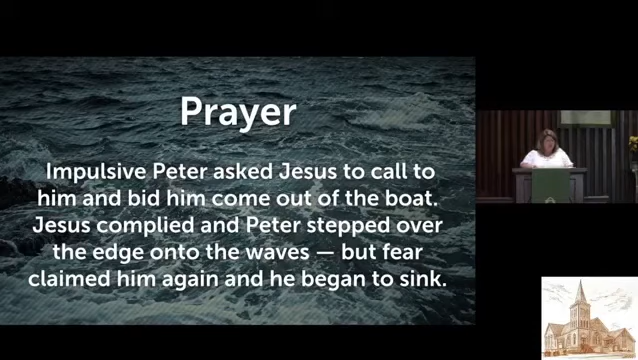 Prayer
Impulsive Peter asked Jesus to call to
him and bid him come out of the boat.
Jesus complied and Peter stepped over
the edge onto the waves — but fear
claimed him again and he began to sink.